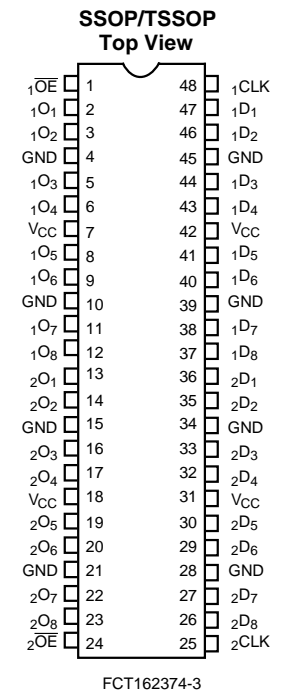 SSOP/TSSOP
Top View
1OE 1 48 1CLK
1O1 2 47 1D1
1O2 3 46 1D2
GND 4 45 GND
1O3 5 44 1D3
1O4 6 43 1D4
VCC 7 42 VCC
1O5 8 41 1D5
1O6 9 40 1D6
GND 10 39 GND
1O7 11 38 1D7
1O8 12 37 1D8
2O1 13 36 2D1
2O2 14 35 2D2
GND 15 34 GND
2O3 16 33 2D3
2O4 17 32 2D4
VCC 18 31 VCC
2O5 19 30 2D5
2O6 20 29 2D6
GND 21 28 GND
2O7 22 27 2D7
2O8 23 26 2D8
2OE 24 25 2CLK
FCT162374-3